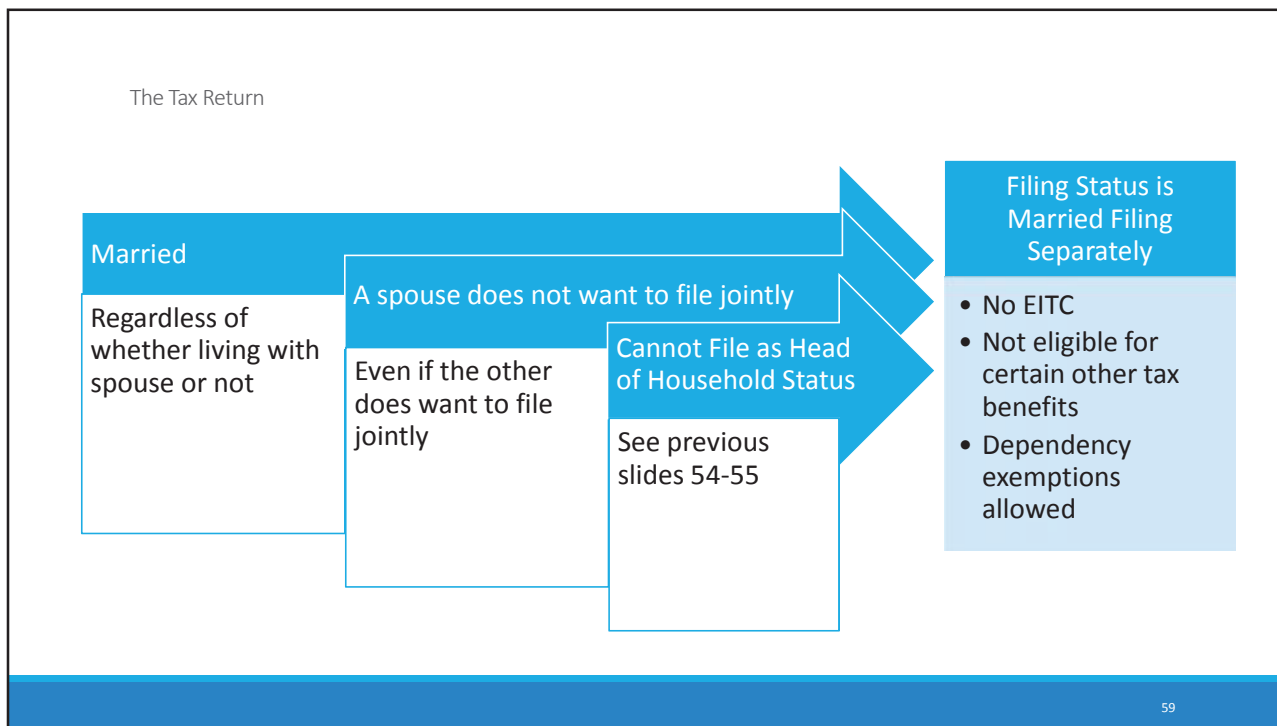 The Tax Return
Married
Regardless of
whether living with
spouse or not
A spouse does not want to file jointly
Even if the other
does want to file
jointly
Cannot File as Head
of Household Status
See previous
slides 54-55
Filing Status is
Married Filing
Separately
• No EITC
• Not eligible for
certain other tax
benefits
• Dependency
exemptions
allowed
59